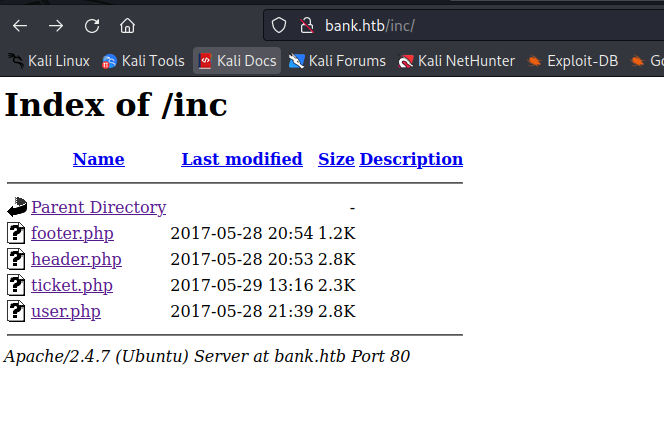 bank.htb/inc/
Kali Linux Kali Tools Kali Docs Kali Forums Kali NetHunter Exploit-DB
Index of /inc
Name Last modified Size Description
Parent Directory -
footer.php 2017-05-28 20:54 1.2K
header.php 2017-05-28 20:53 2.8K
ticket.php 2017-05-29 13:16 2.3K
user.php 2017-05-28 21:39 2.8K
Apache/2.4.7 (Ubuntu) Server at bank.htb Port 80